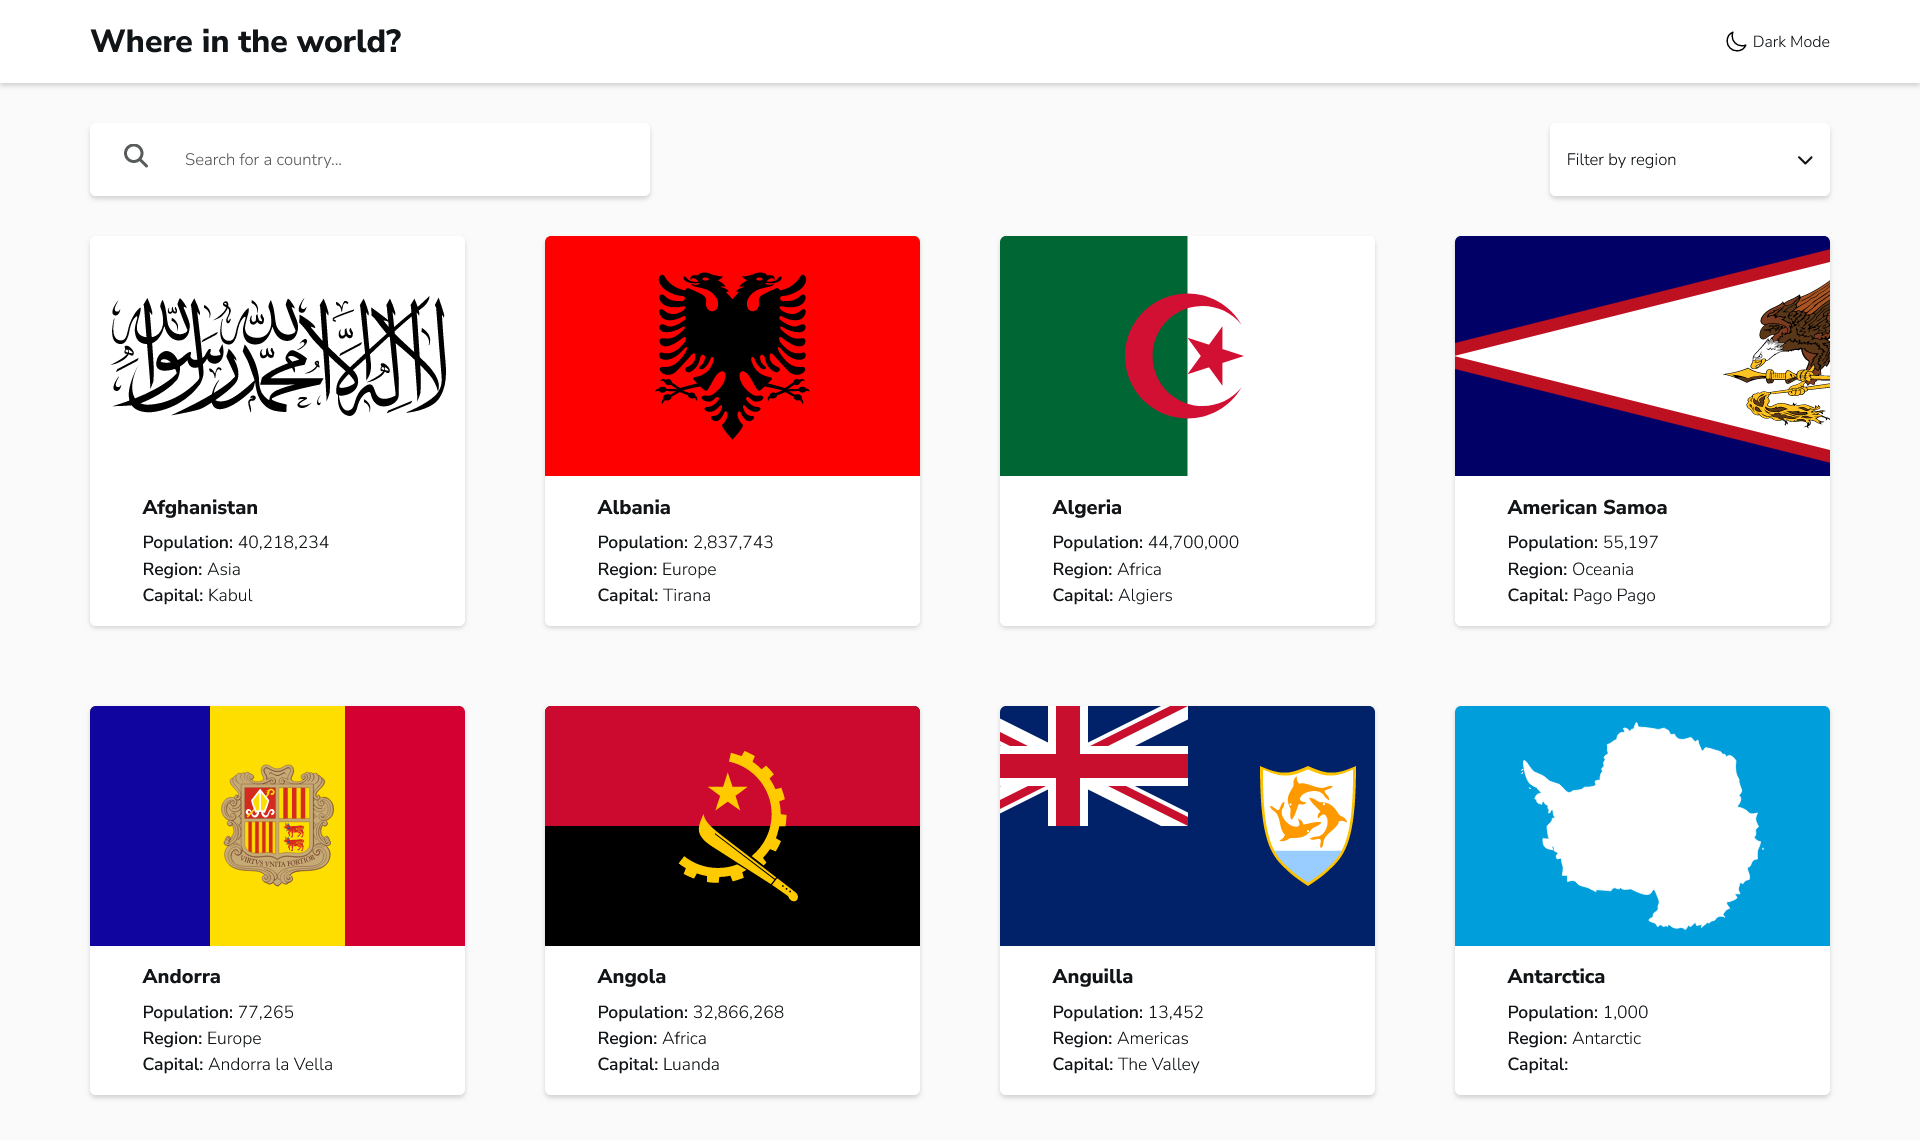 Where in the world?
Dark Mode
Search for a country...
Filter by region
لا إله إلا الله محمد رسول الله
Afghanistan
Population: 40,218,234
Region: Asia
Capital: Kabul
Albania
Population: 2,837,743
Region: Europe
Capital: Tirana
Algeria
Population: 44,700,000
Region: Africa
Capital: Algiers
American Samoa
Population: 55,197
Region: Oceania
Capital: Pago Pago
VIRTVS VNITA FORTIOR
Andorra
Population: 77,265
Region: Europe
Capital: Andorra la Vella
Angola
Population: 32,866,268
Region: Africa
Capital: Luanda
Anguilla
Population: 13,452
Region: Americas
Capital: The Valley
Antarctica
Population: 1,000
Region: Antarctic
Capital: